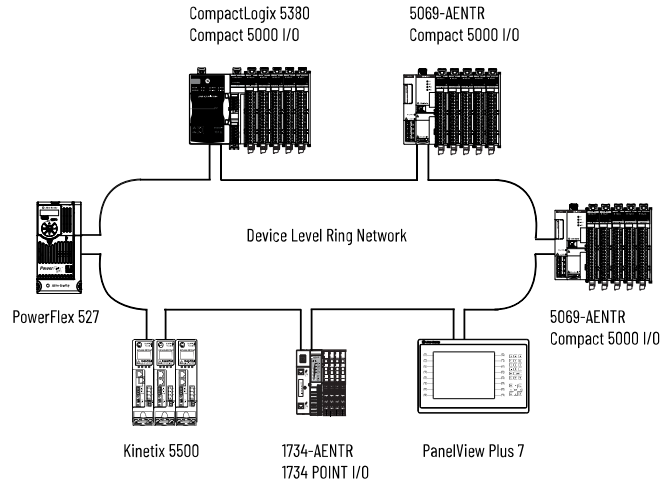 CompactLogix 5380
Compact 5000 I/O
5069-AENTR
Compact 5000 I/O
Device Level Ring Network
PowerFlex 527
5069-AENTR
Compact 5000 I/O
Kinetix 5500
1734-AENTR
1734 POINT I/O
PanelView Plus 7